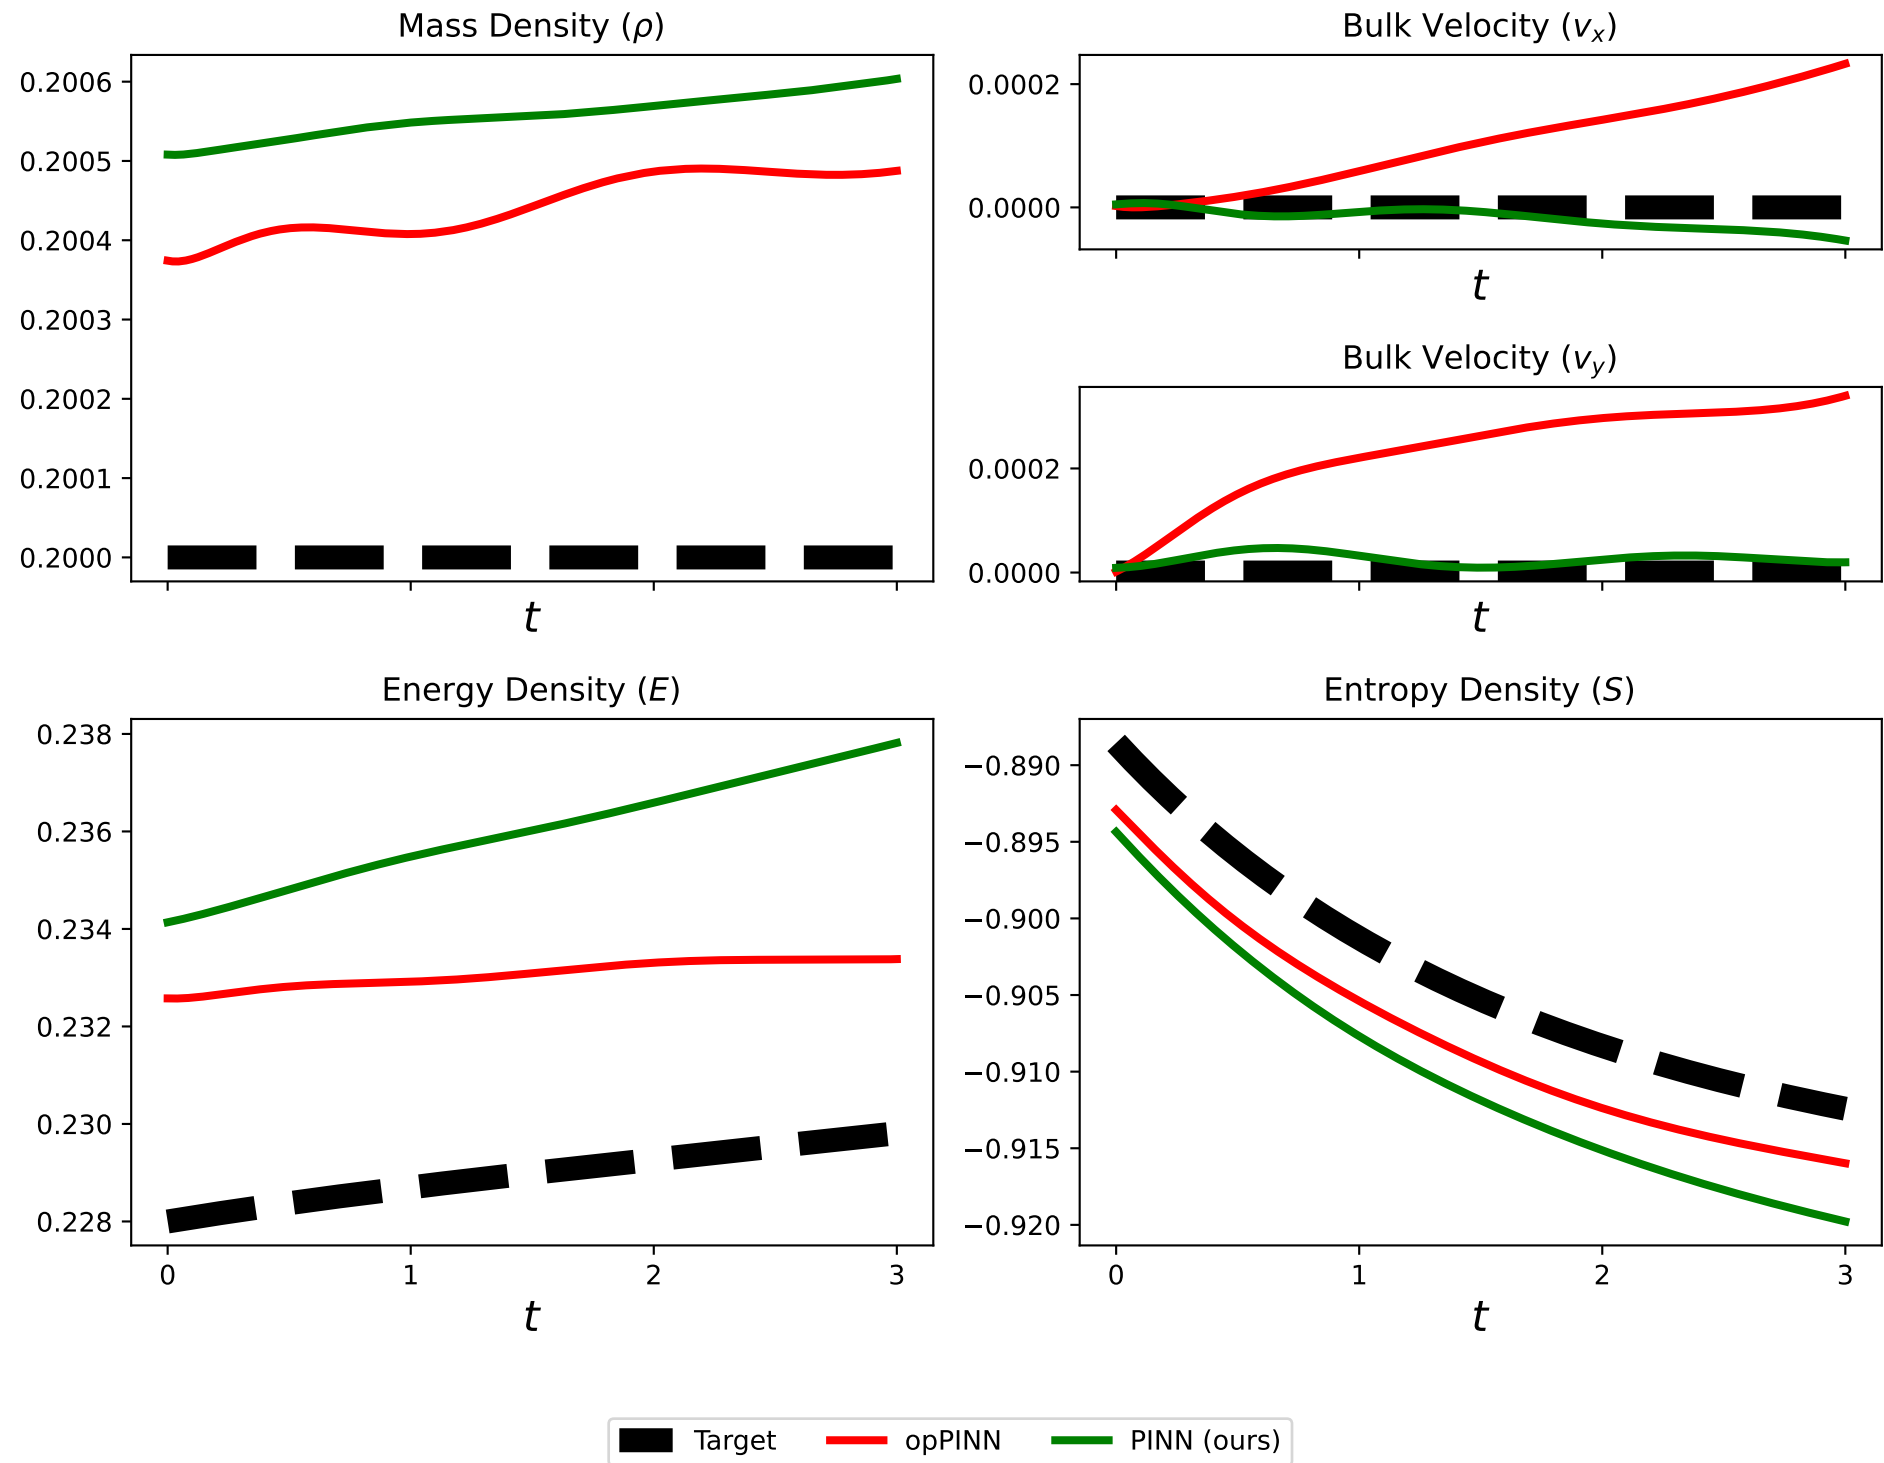 Mass Density (ρ)
0.2006
0.2005
0.2004
0.2003
0.2002
0.2001
0.2000
t
Bulk Velocity (vₓ)
0.0002
0.0000
t
Bulk Velocity (v_y)
0.0002
0.0000
t
Energy Density (E)
0.238
0.236
0.234
0.232
0.230
0.228
0 1 2 3
t
Entropy Density (S)
−0.890
−0.895
−0.900
−0.905
−0.910
−0.915
−0.920
0 1 2 3
t
Target opPINN PINN (ours)